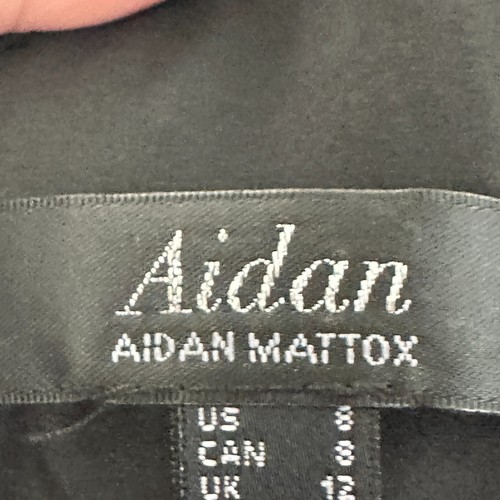 Aidan
AIDAN MATTOX
US 8
CAN 8
UK 12